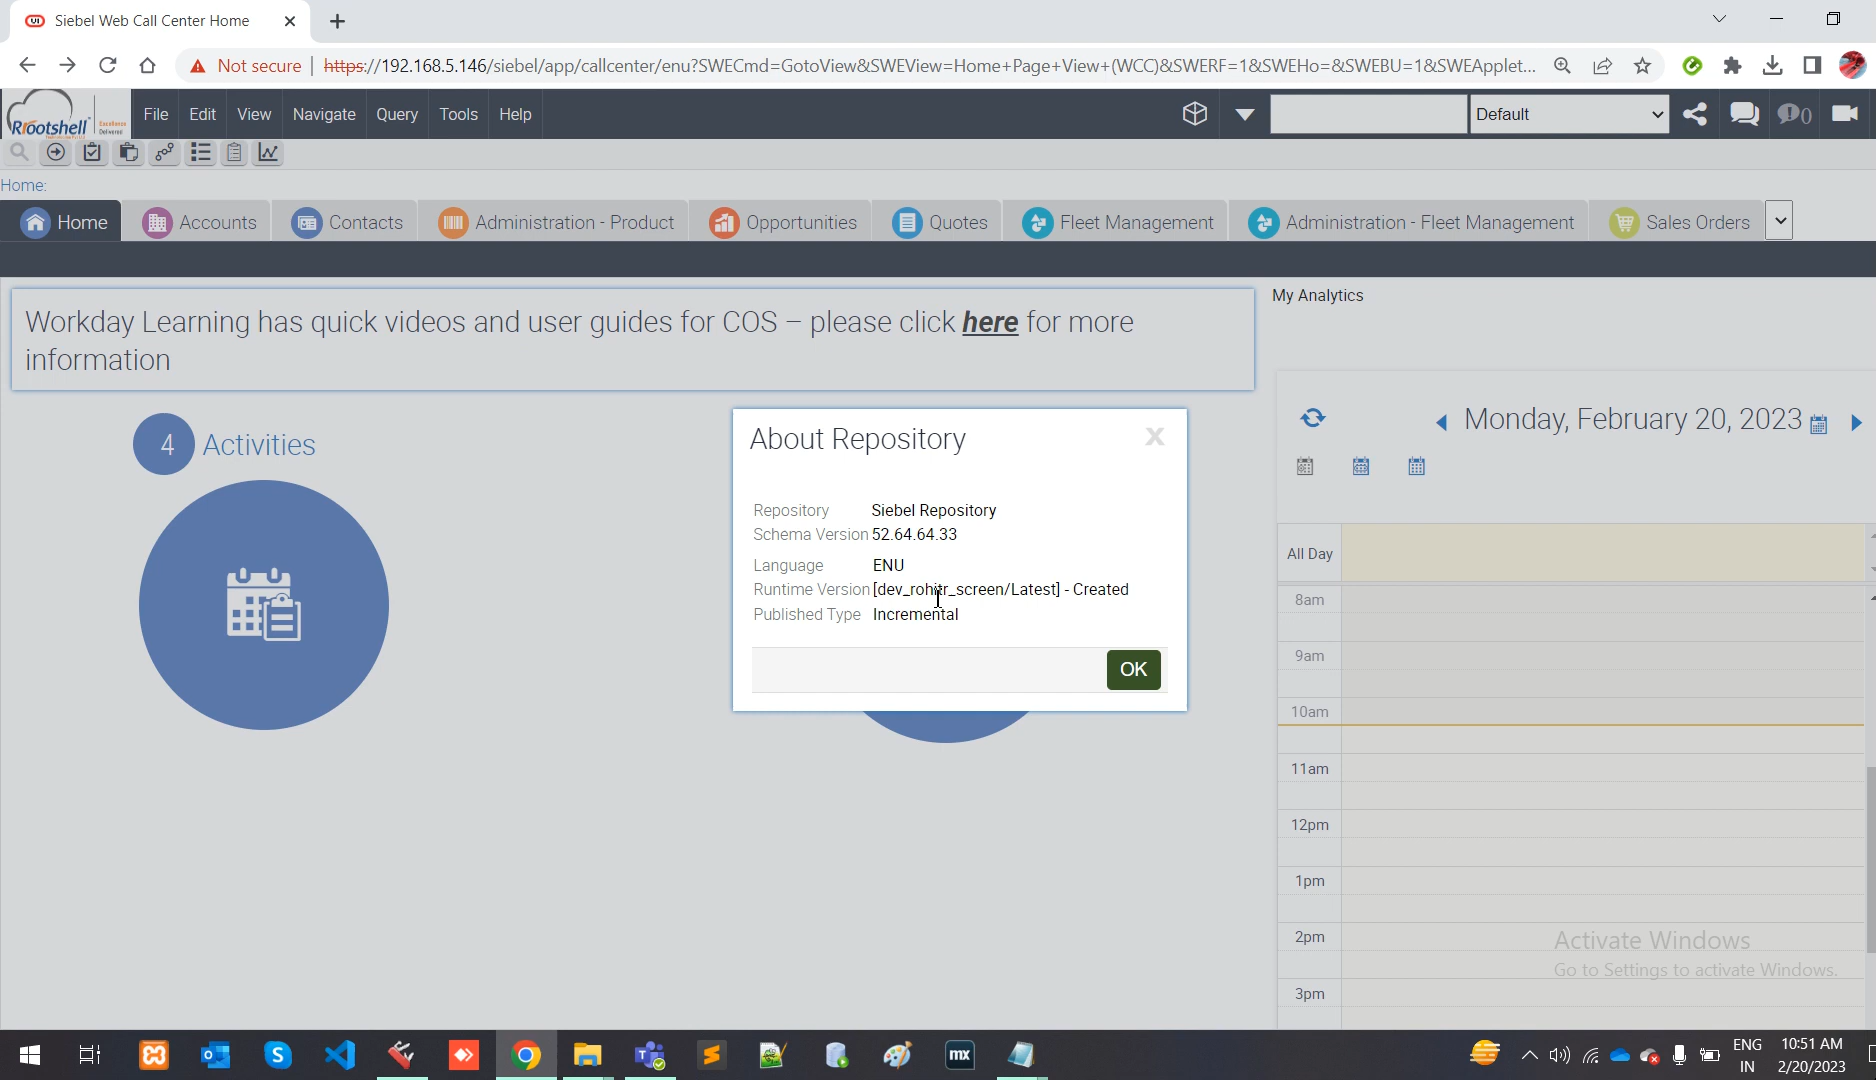 Siebel Web Call Center Home
Not secure | https://192.168.5.146/siebel/app/callcenter/enu?SWECmd=GotoView&SWEView=Home+Page+View+(WCC)&SWERF=1&SWEHo=&SWEBU=1&SWEApplet...
Rrootshell
Excellence
Delivered
File Edit View Navigate Query Tools Help
Default
0
Home:
Home Accounts Contacts Administration - Product Opportunities Quotes Fleet Management Administration - Fleet Management Sales Orders
Workday Learning has quick videos and user guides for COS – please click here for more
information
My Analytics
4 Activities
Monday, February 20, 2023
About Repository
X
Repository Siebel Repository
Schema Version 52.64.64.33
Language ENU
Runtime Version [dev_rohitr_screen/Latest] - Created
Published Type Incremental
OK
All Day
8am
9am
10am
11am
12pm
1pm
2pm
3pm
Activate Windows
Go to Settings to activate Windows.
mx
ENG
IN
10:51 AM
2/20/2023